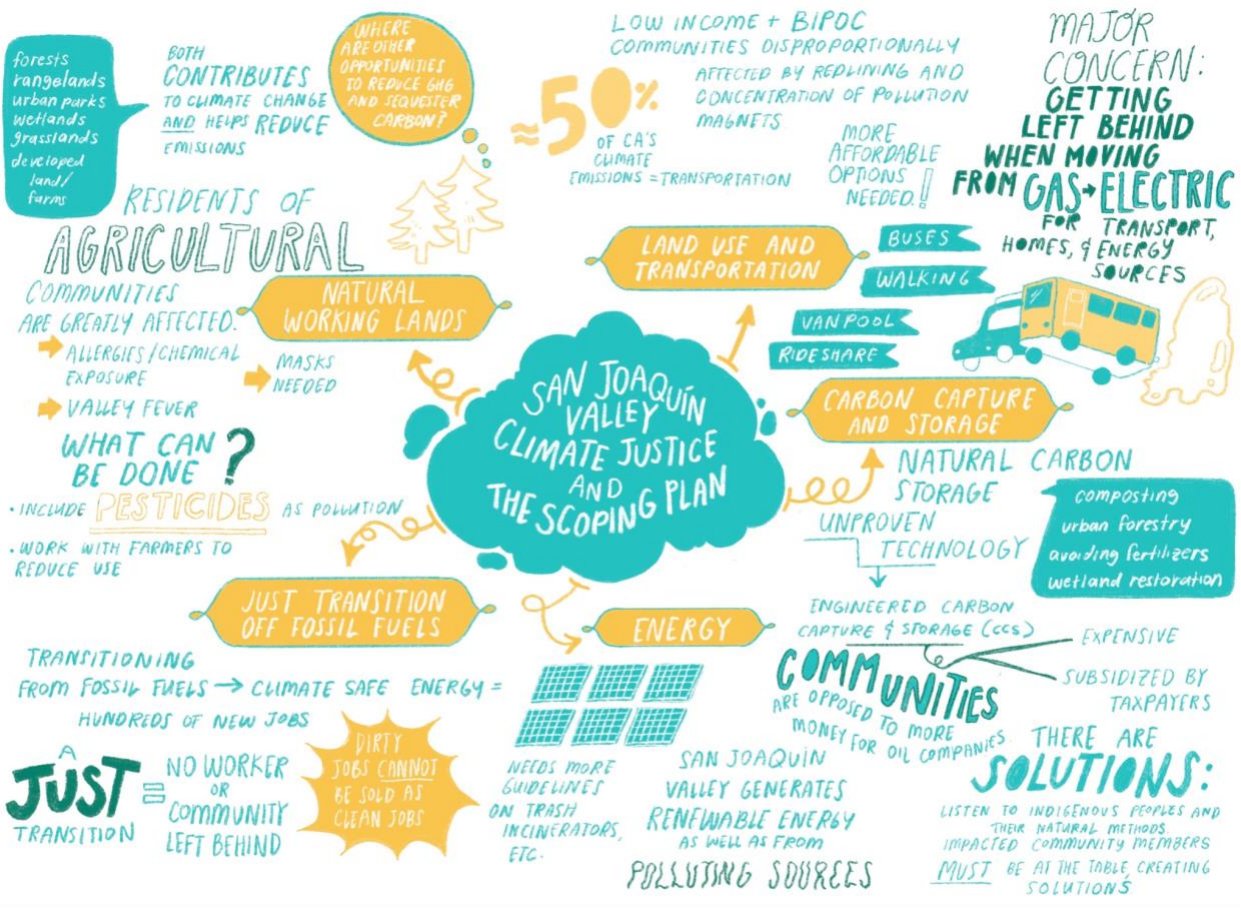 SAN JOAQUÍN
VALLEY
CLIMATE JUSTICE
AND
THE SCOPING PLAN
NATURAL
WORKING LANDS
forests
rangelands
urban parks
wetlands
grasslands
developed
land/
farms
BOTH
CONTRIBUTES
TO CLIMATE CHANGE
AND HELPS REDUCE
EMISSIONS
WHERE
ARE OTHER
OPPORTUNITIES
TO REDUCE GHG
AND SEQUESTER
CARBON?
RESIDENTS OF
AGRICULTURAL
COMMUNITIES
ARE GREATLY AFFECTED.
ALLERGIES/CHEMICAL
EXPOSURE
MASKS
NEEDED
VALLEY FEVER
WHAT CAN
BE DONE ?
• INCLUDE PESTICIDES AS POLLUTION
• WORK WITH FARMERS TO
REDUCE USE
LAND USE AND
TRANSPORTATION
LOW INCOME + BIPOC
COMMUNITIES DISPROPORTIONALLY
AFFECTED BY REDLINING AND
CONCENTRATION OF POLLUTION
MAGNETS
≈50%
OF CA'S
CLIMATE
EMISSIONS = TRANSPORTATION
MORE
AFFORDABLE
OPTIONS
NEEDED!
BUSES
WALKING
VANPOOL
RIDESHARE
MAJOR
CONCERN:
GETTING
LEFT BEHIND
WHEN MOVING
FROM GAS → ELECTRIC
FOR TRANSPORT,
HOMES, & ENERGY
SOURCES
CARBON CAPTURE
AND STORAGE
NATURAL CARBON
STORAGE
composting
urban forestry
avoiding fertilizers
wetland restoration
UNPROVEN
TECHNOLOGY
ENGINEERED CARBON
CAPTURE & STORAGE (CCS)
EXPENSIVE
SUBSIDIZED BY
TAXPAYERS
COMMUNITIES
ARE OPPOSED TO MORE
MONEY FOR OIL COMPANIES
THERE ARE
SOLUTIONS:
LISTEN TO INDIGENOUS PEOPLES AND
THEIR NATURAL METHODS.
IMPACTED COMMUNITY MEMBERS
MUST BE AT THE TABLE, CREATING
SOLUTIONS
JUST TRANSITION
OFF FOSSIL FUELS
TRANSITIONING
FROM FOSSIL FUELS → CLIMATE SAFE ENERGY =
HUNDREDS OF NEW JOBS
A
JUST
TRANSITION
=
NO WORKER
OR
COMMUNITY
LEFT BEHIND
DIRTY
JOBS CANNOT
BE SOLD AS
CLEAN JOBS
ENERGY
NEEDS MORE
GUIDELINES
ON TRASH
INCINERATORS,
ETC.
SAN JOAQUÍN
VALLEY GENERATES
RENEWABLE ENERGY
AS WELL AS FROM
POLLUTING SOURCES